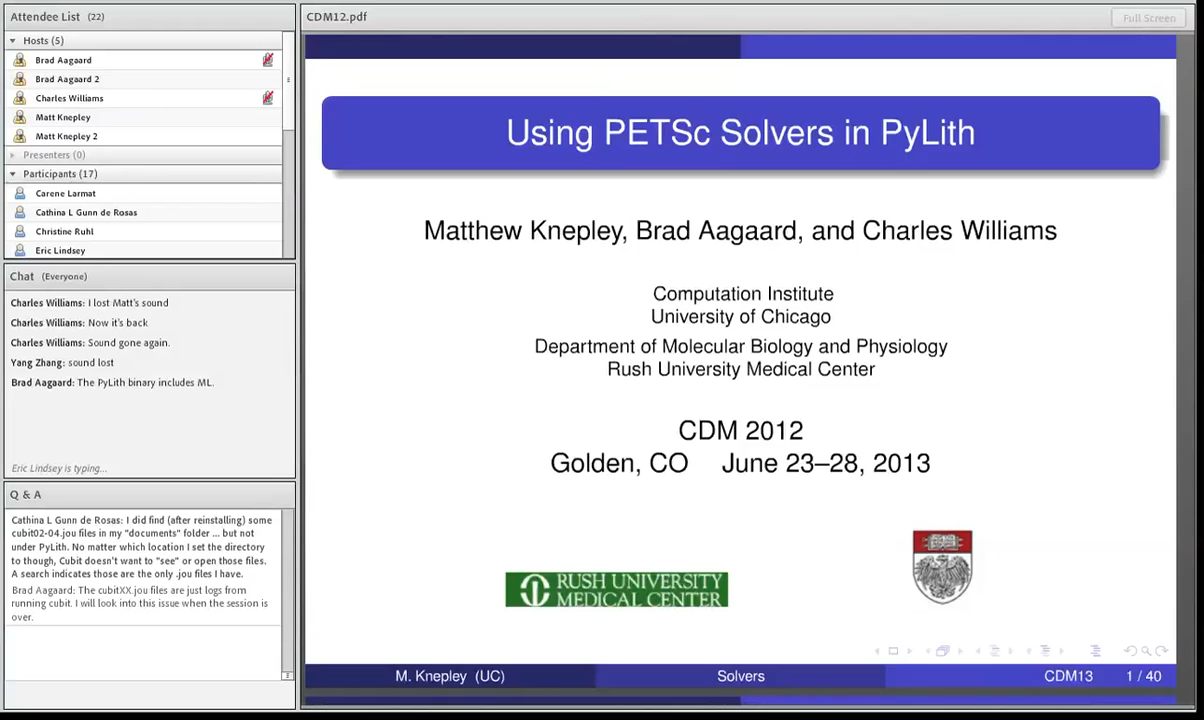 Attendee List (22)
Hosts (5)
Brad Aagaard
Brad Aagaard 2
Charles Williams
Matt Knepley
Matt Knepley 2
Presenters (0)
Participants (17)
Carene Larmat
Cathina L Gunn de Rosas
Christine Ruhl
Eric Lindsey
Chat (Everyone)
Charles Williams: I lost Matt's sound
Charles Williams: Now it's back
Charles Williams: Sound gone again.
Yang Zhang: sound lost
Brad Aagaard: The PyLith binary includes ML.
Eric Lindsey is typing...
Q & A
Cathina L Gunn de Rosas: I did find (after reinstalling) some
cubit02-04.jou files in my "documents" folder ... but not
under PyLith. No matter which location I set the directory
to though, Cubit doesn't want to "see" or open those files.
A search indicates those are the only .jou files I have.
Brad Aagaard: The cubitXX.jou files are just logs from
running cubit. I will look into this issue when the session is
over.
CDM12.pdf
Full Screen
Using PETSc Solvers in PyLith
Matthew Knepley, Brad Aagaard, and Charles Williams
Computation Institute
University of Chicago
Department of Molecular Biology and Physiology
Rush University Medical Center
CDM 2012
Golden, CO June 23–28, 2013
RUSH UNIVERSITY
MEDICAL CENTER
M. Knepley (UC)
Solvers
CDM13
1 / 40